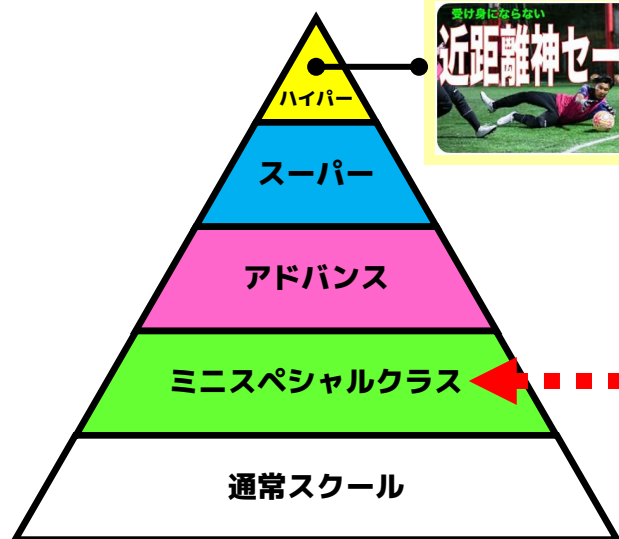 受け身にならない
近距離神セー
ハイパー
スーパー
アドバンス
ミニスペシャルクラス
通常スクール